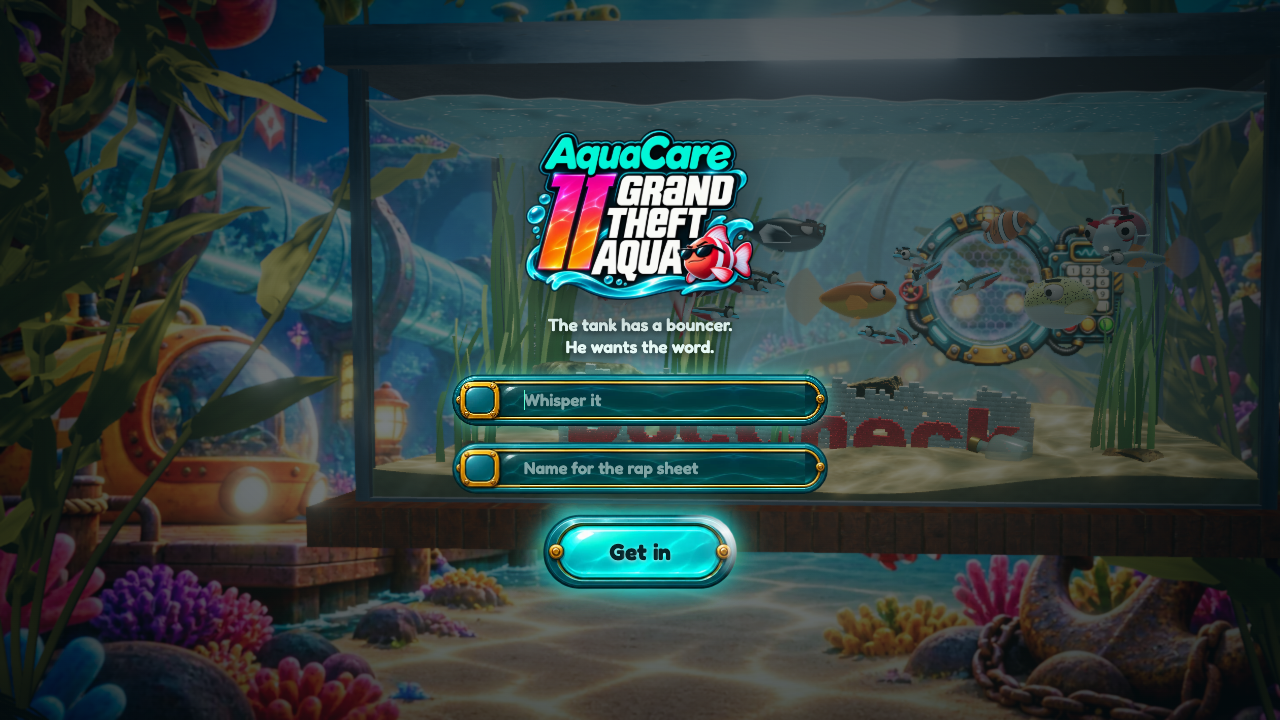 AquaCare
II GRAND
THEFT
AQUA
The tank has a bouncer.
He wants the word.
Whisper it
Name for the rap sheet
Get in